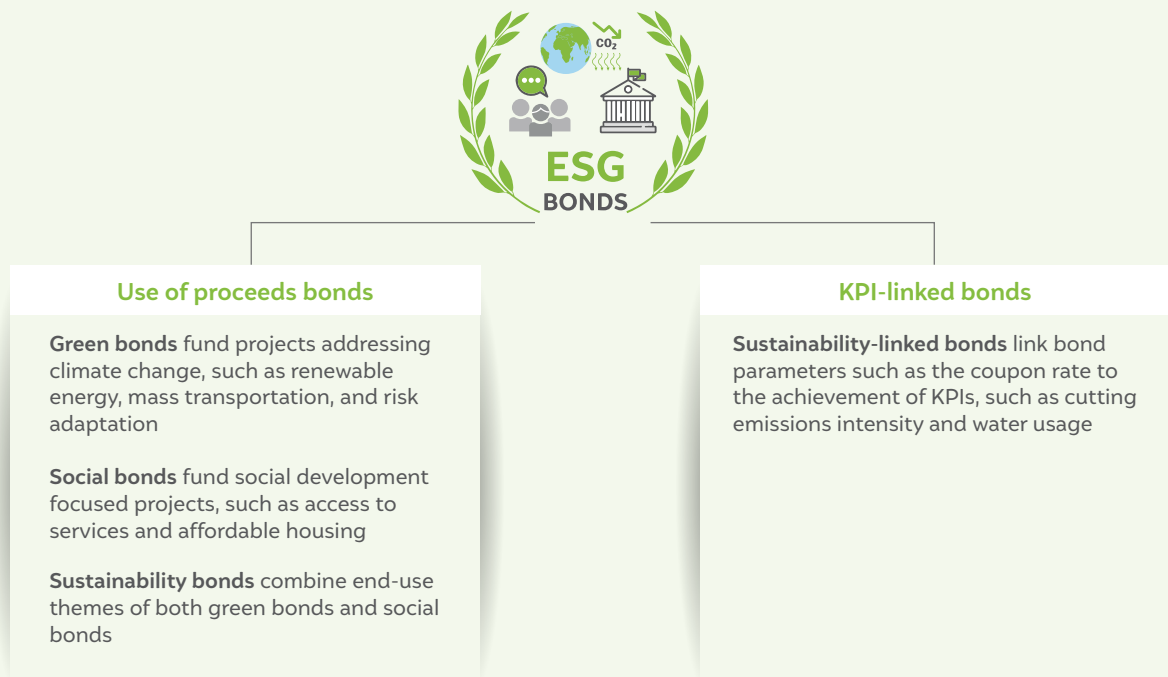 CO₂
ESG
BONDS
Use of proceeds bonds
Green bonds fund projects addressing
climate change, such as renewable
energy, mass transportation, and risk
adaptation
Social bonds fund social development
focused projects, such as access to
services and affordable housing
Sustainability bonds combine end-use
themes of both green bonds and social
bonds
KPI-linked bonds
Sustainability-linked bonds link bond
parameters such as the coupon rate to
the achievement of KPIs, such as cutting
emissions intensity and water usage